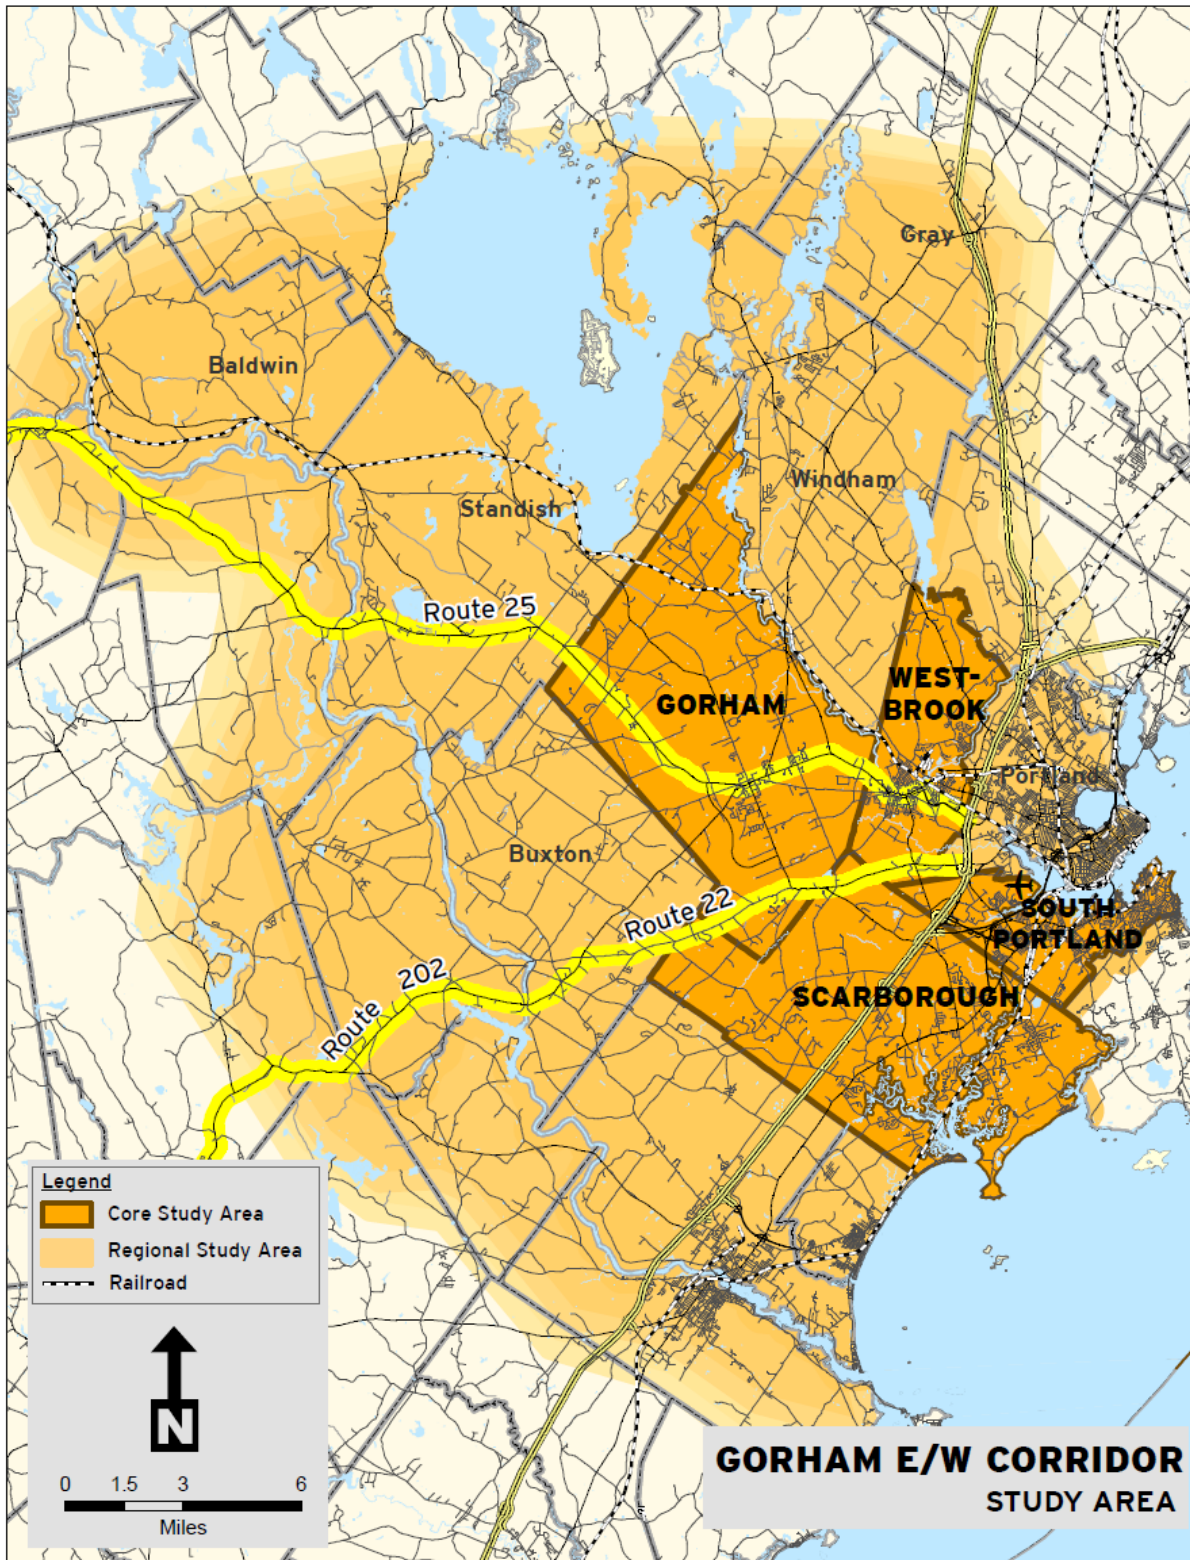 Gray
Baldwin
Windham
Standish
Route 25
GORHAM
WEST-
BROOK
Portland
Buxton
Route 22
SOUTH
PORTLAND
SCARBOROUGH
Route 202
Legend
Core Study Area
Regional Study Area
Railroad
N
0 1.5 3 6
Miles
GORHAM E/W CORRIDOR
STUDY AREA